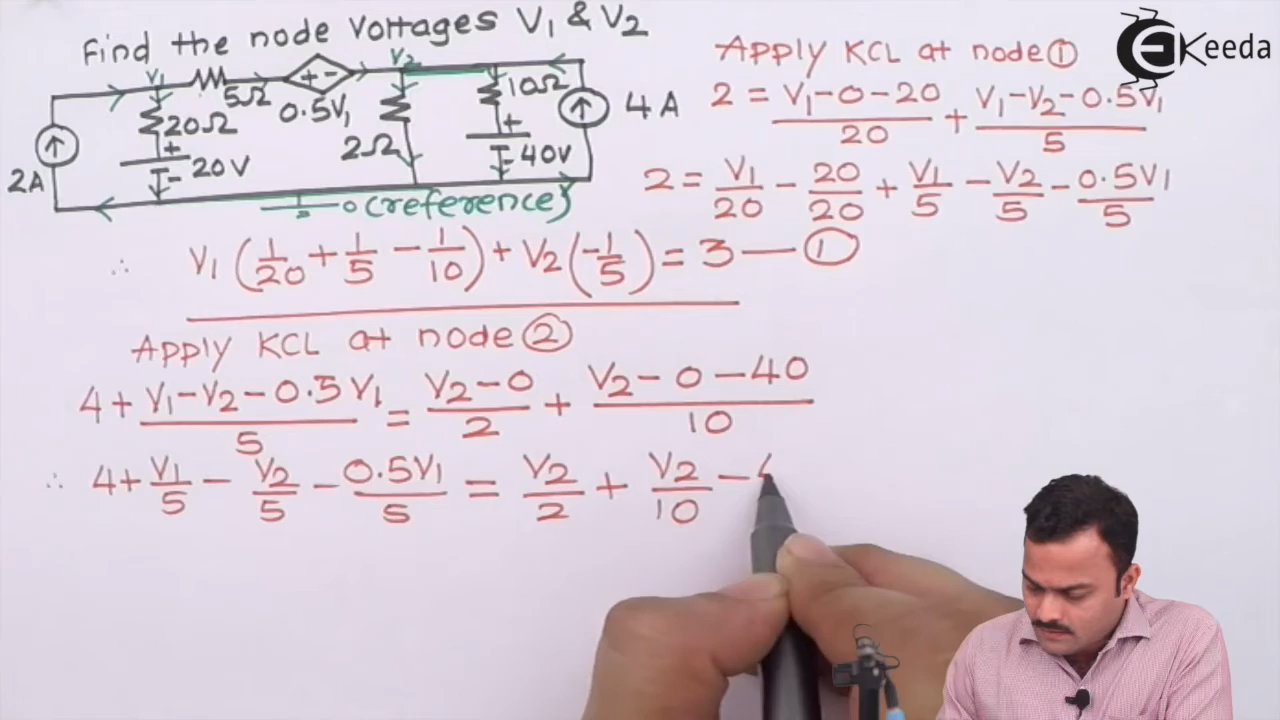 Find the node voltages V1 & V2
V1
V2
5Ω
+ -
0.5V1
10Ω
4 A
20Ω
+
- 20V
2Ω
+
- 40V
2A
0 (reference)
Apply KCL at node ①
2 = V1-0-20/20 + V1-V2-0.5V1/5
2 = V1/20 - 20/20 + V1/5 - V2/5 - 0.5V1/5
∴ V1 (1/20 + 1/5 - 1/10) + V2 (-1/5) = 3 — ①
Apply KCL at node ②
4 + V1-V2-0.5V1/5 = V2-0/2 + V2-0-40/10
∴ 4 + V1/5 - V2/5 - 0.5V1/5 = V2/2 + V2/10 -
EKeeda